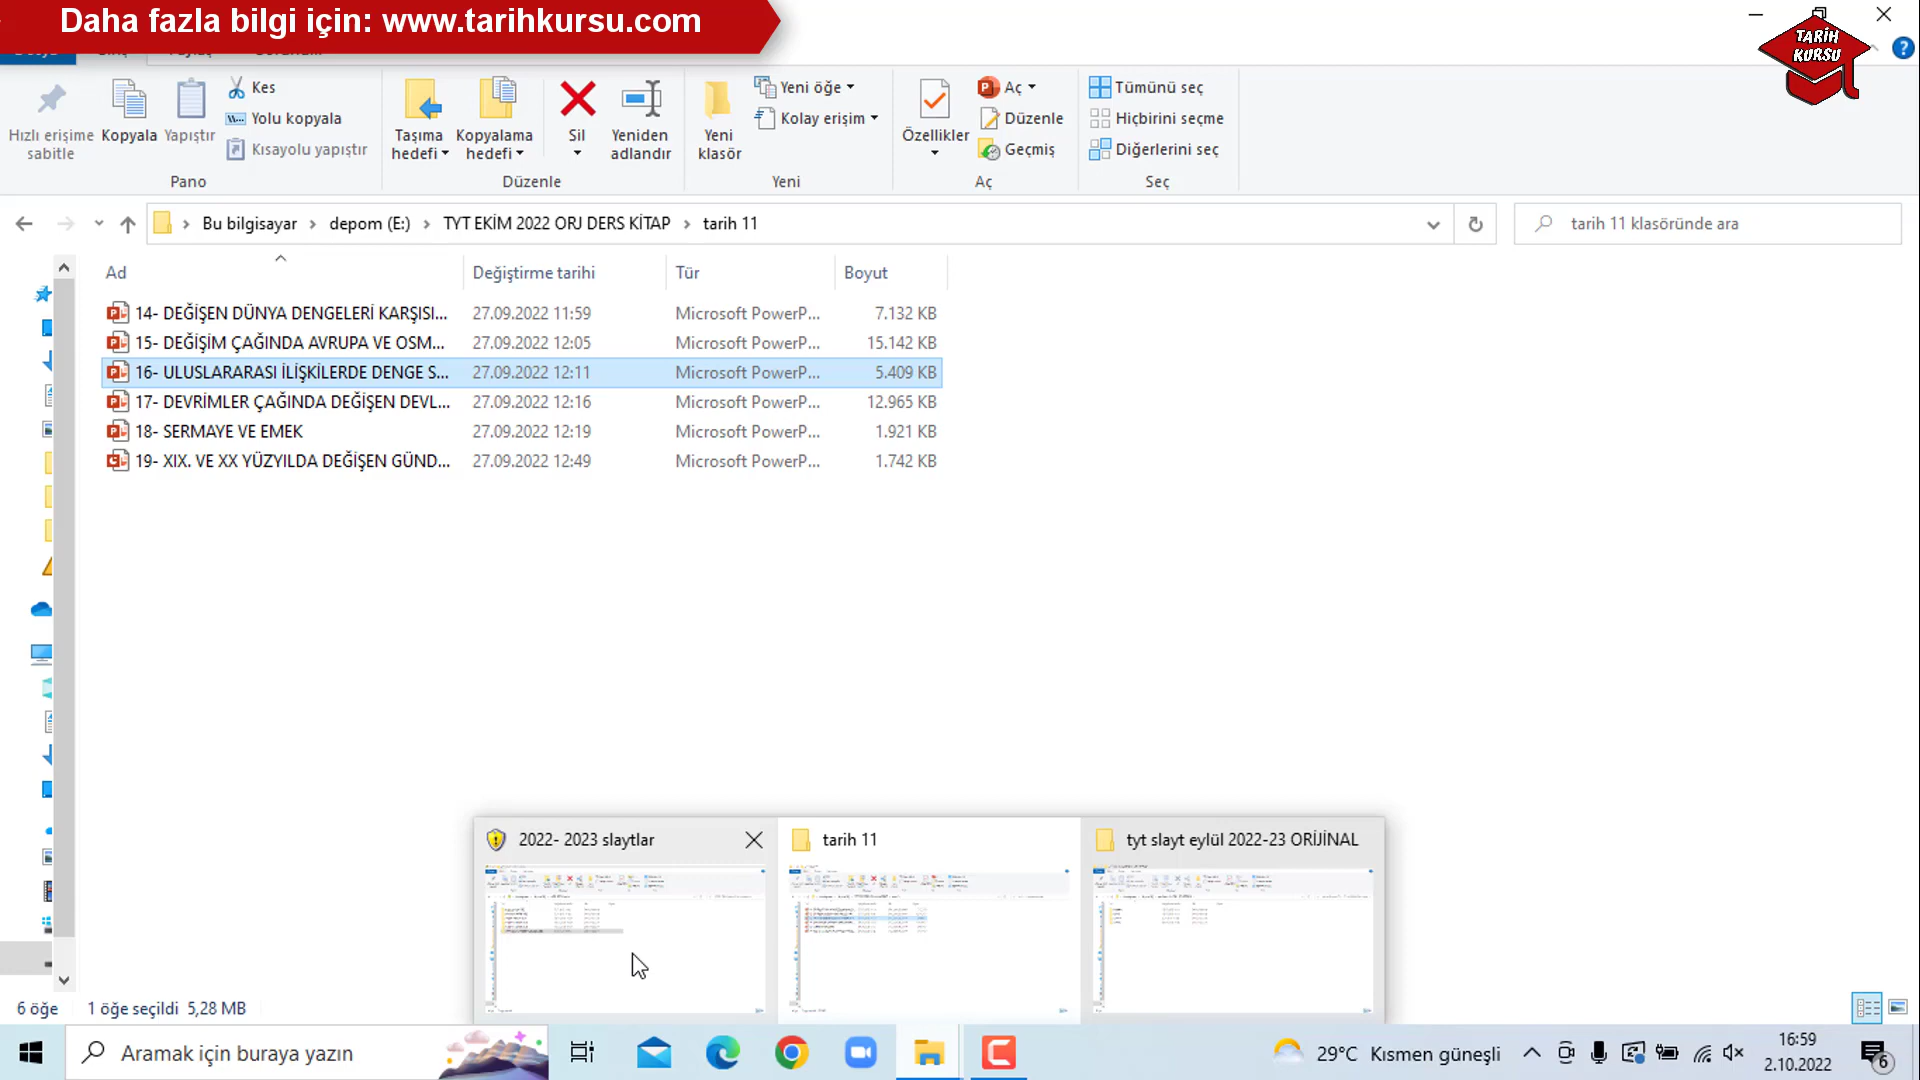 Daha fazla bilgi için: www.tarihkursu.com
TARİH
KURSU
Kes
Yolu kopyala
Kısayolu yapıştır
Hızlı erişime
sabitle
Kopyala
Yapıştır
Pano
Taşıma
hedefi
Kopyalama
hedefi
Sil
Yeniden
adlandır
Düzenle
Yeni
klasör
Yeni öğe
Kolay erişim
Yeni
Özellikler
Aç
Düzenle
Geçmiş
Aç
Tümünü seç
Hiçbirini seçme
Diğerlerini seç
Seç
Bu bilgisayar > depom (E:) > TYT EKİM 2022 ORJ DERS KİTAP > tarih 11
tarih 11 klasöründe ara
Ad Değiştirme tarihi Tür Boyut
14- DEĞİŞEN DÜNYA DENGELERİ KARŞISI... 27.09.2022 11:59 Microsoft PowerP... 7.132 KB
15- DEĞİŞİM ÇAĞINDA AVRUPA VE OSM... 27.09.2022 12:05 Microsoft PowerP... 15.142 KB
16- ULUSLARARASI İLİŞKİLERDE DENGE S... 27.09.2022 12:11 Microsoft PowerP... 5.409 KB
17- DEVRİMLER ÇAĞINDA DEĞİŞEN DEVL... 27.09.2022 12:16 Microsoft PowerP... 12.965 KB
18- SERMAYE VE EMEK 27.09.2022 12:19 Microsoft PowerP... 1.921 KB
19- XIX. VE XX YÜZYILDA DEĞİŞEN GÜND... 27.09.2022 12:49 Microsoft PowerP... 1.742 KB
2022- 2023 slaytlar
tarih 11
tyt slayt eylül 2022-23 ORİJİNAL
6 öğe 1 öğe seçildi 5,28 MB
Aramak için buraya yazın
29°C Kısmen güneşli
16:59
2.10.2022
6